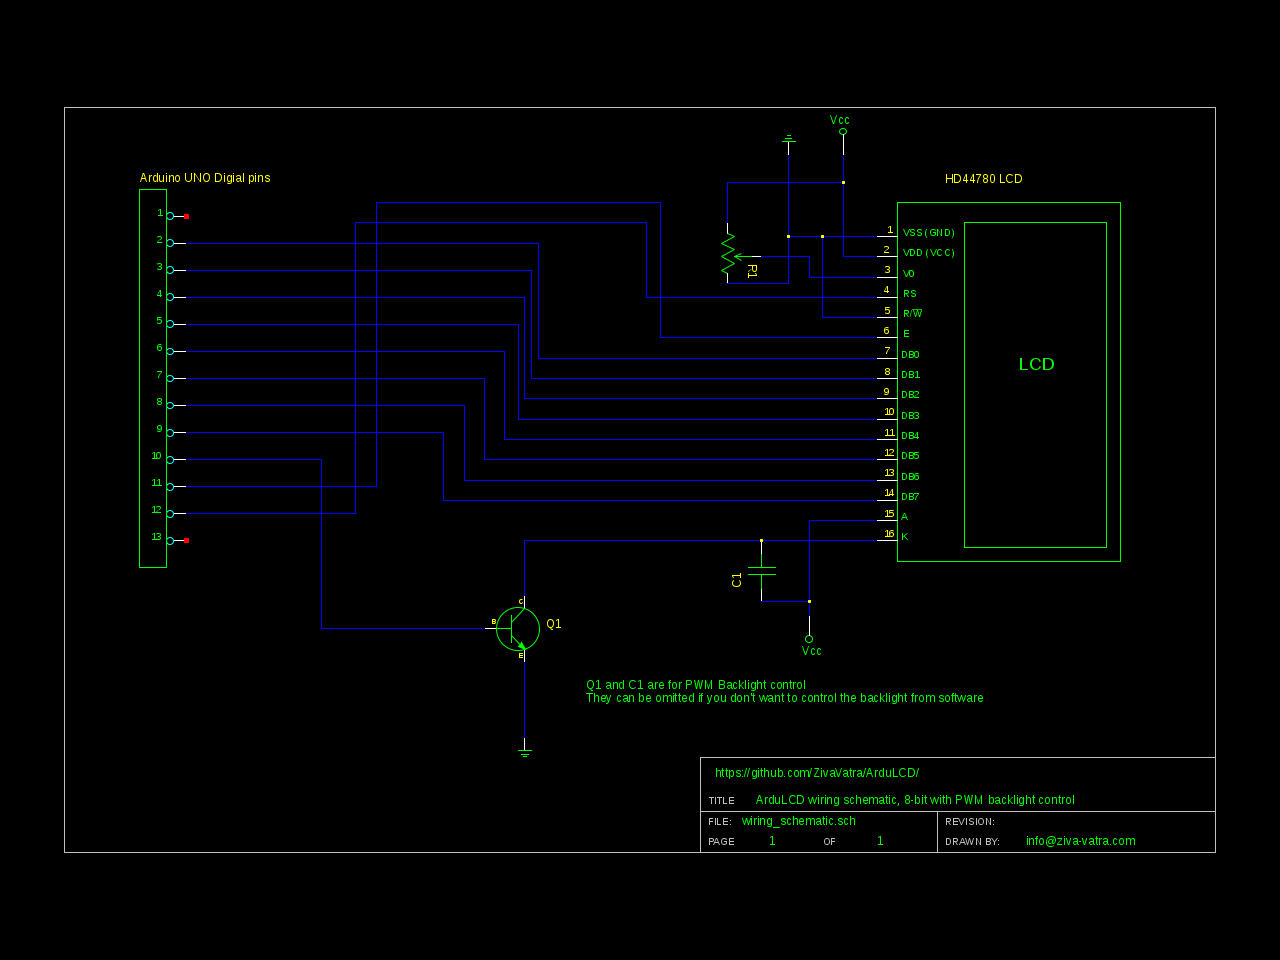 Vcc
Arduino UNO Digial pins
HD44780 LCD
1
2
3
4
5
6
7
8
9
10
11
12
13
R1
1 VSS(GND)
2 VDD(VCC)
3 V0
4 RS
5 R/W
6 E
7 DB0
8 DB1
9 DB2
10 DB3
11 DB4
12 DB5
13 DB6
14 DB7
15 A
16 K
LCD
C1
C
B
E
Q1
Vcc
Q1 and C1 are for PWM Backlight control
They can be omitted if you don't want to control the backlight from software
https://github.com/ZivaVatra/ArduLCD/
TITLE ArduLCD wiring schematic, 8-bit with PWM backlight control
FILE: wiring_schematic.sch REVISION:
PAGE 1 OF 1 DRAWN BY: info@ziva-vatra.com